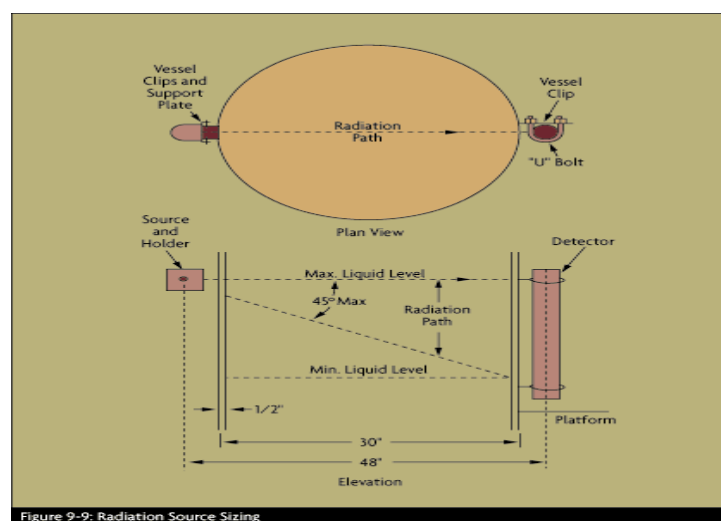 Vessel
Clips and
Support
Plate
Vessel
Clip
Radiation
Path
"U" Bolt
Plan View
Source
and
Holder
Detector
Max. Liquid Level
45º Max
Radiation
Path
Min. Liquid Level
1/2"
Platform
30"
48"
Elevation
Figure 9-9: Radiation Source Sizing